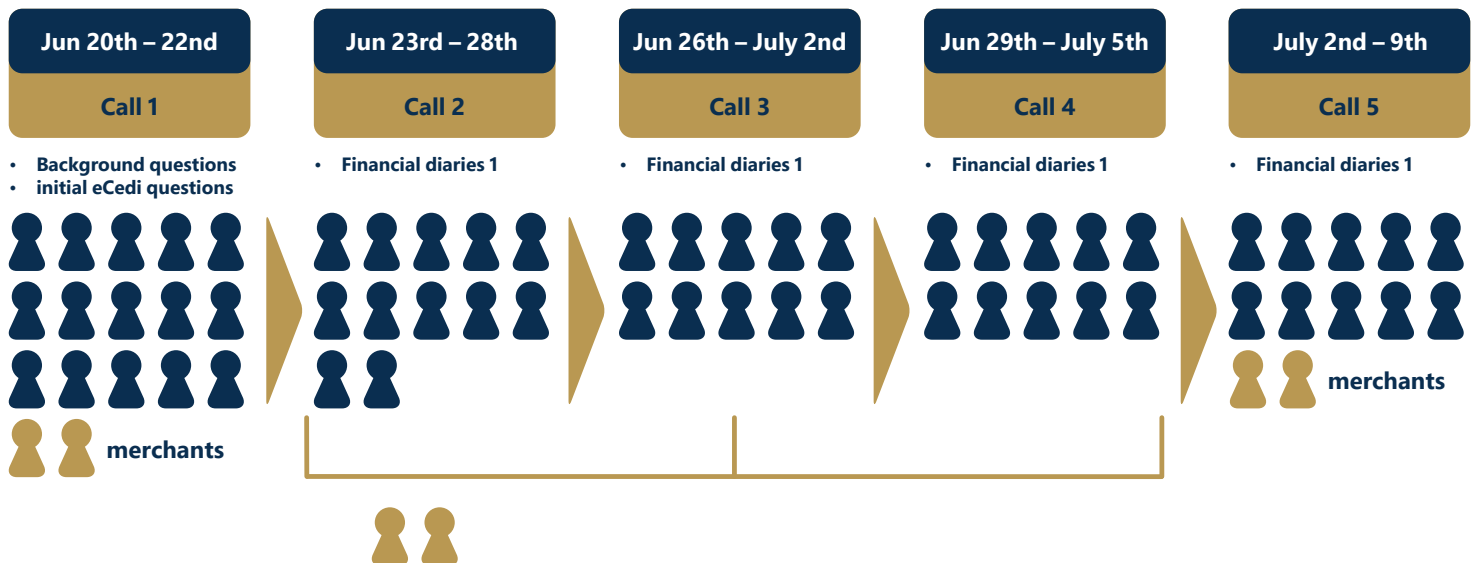 Jun 20th – 22nd
Call 1
• Background questions
• initial eCedi questions
merchants
Jun 23rd – 28th
Call 2
• Financial diaries 1
Jun 26th – July 2nd
Call 3
• Financial diaries 1
Jun 29th – July 5th
Call 4
• Financial diaries 1
July 2nd – 9th
Call 5
• Financial diaries 1
merchants